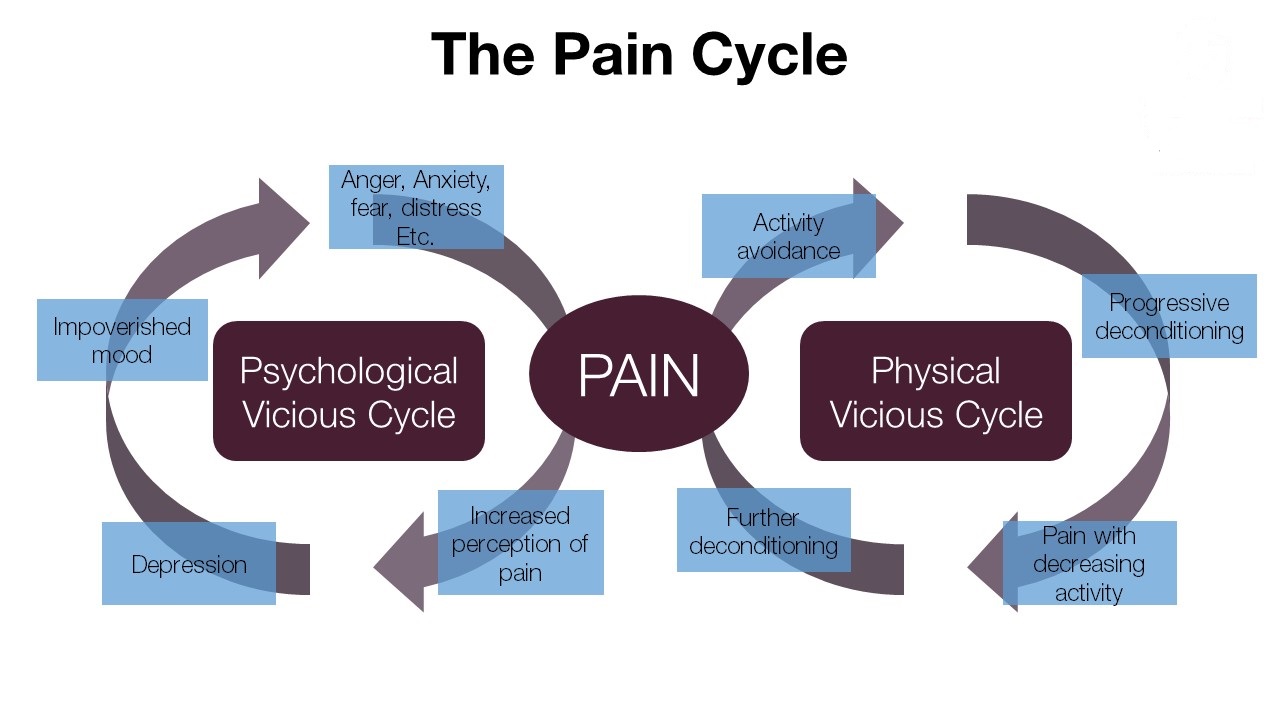 The Pain Cycle
Anger, Anxiety,
fear, distress
Etc.
Impoverished
mood
Psychological
Vicious Cycle
Depression
Increased
perception of
pain
PAIN
Activity
avoidance
Progressive
deconditioning
Physical
Vicious Cycle
Further
deconditioning
Pain with
decreasing
activity